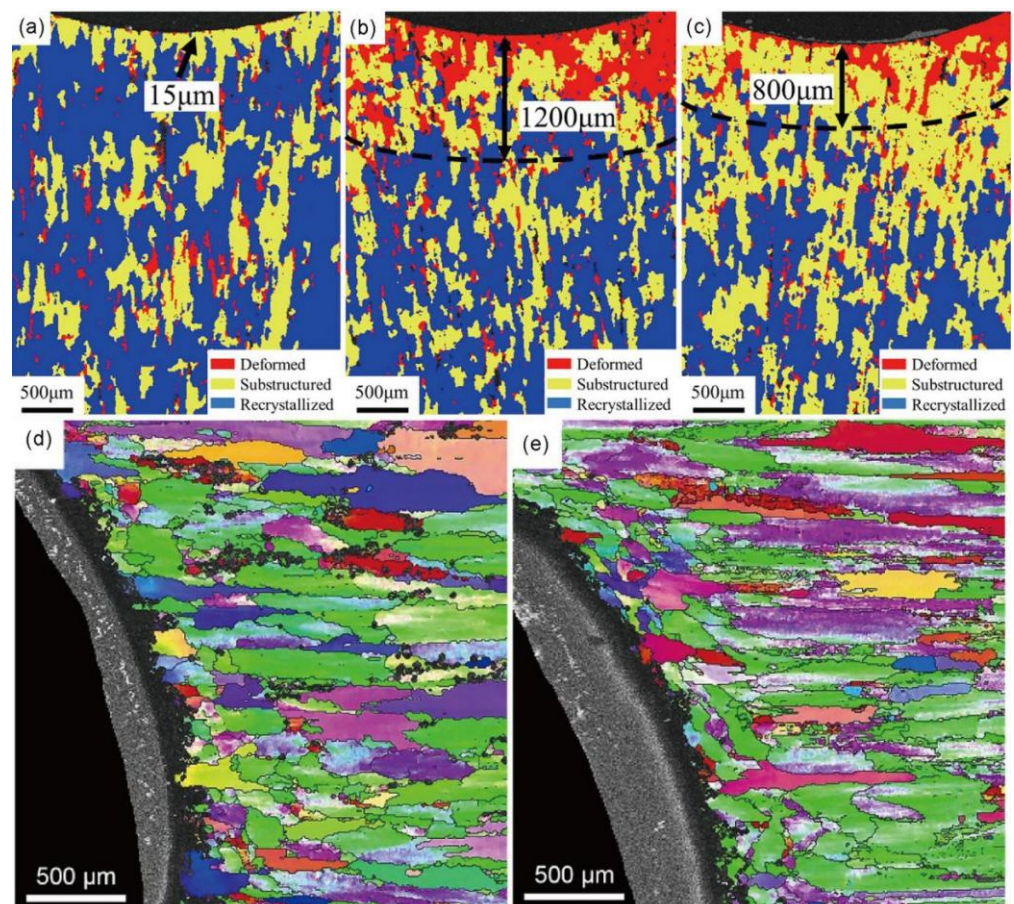 (a)
15μm
Deformed
Substructured
Recrystallized
500μm
(b)
1200μm
Deformed
Substructured
Recrystallized
500μm
(c)
800μm
Deformed
Substructured
Recrystallized
500μm
(d)
500 μm
(e)
500 μm